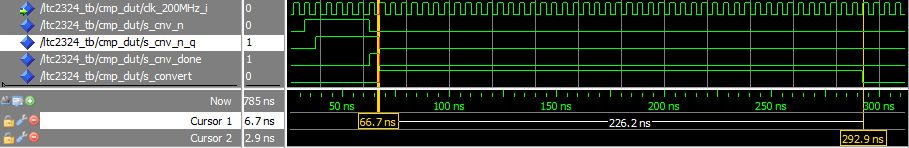 /ltc2324_tb/cmp_dut/clk_200MHz_i 0
/ltc2324_tb/cmp_dut/s_cnv_n 0
/ltc2324_tb/cmp_dut/s_cnv_n_q 1
/ltc2324_tb/cmp_dut/s_cnv_done 1
/ltc2324_tb/cmp_dut/s_convert 0
Now 785 ns 50 ns 100 ns 150 ns 200 ns 250 ns 300 ns
Cursor 1 6.7 ns 66.7 ns 226.2 ns
Cursor 2 2.9 ns 292.9 ns